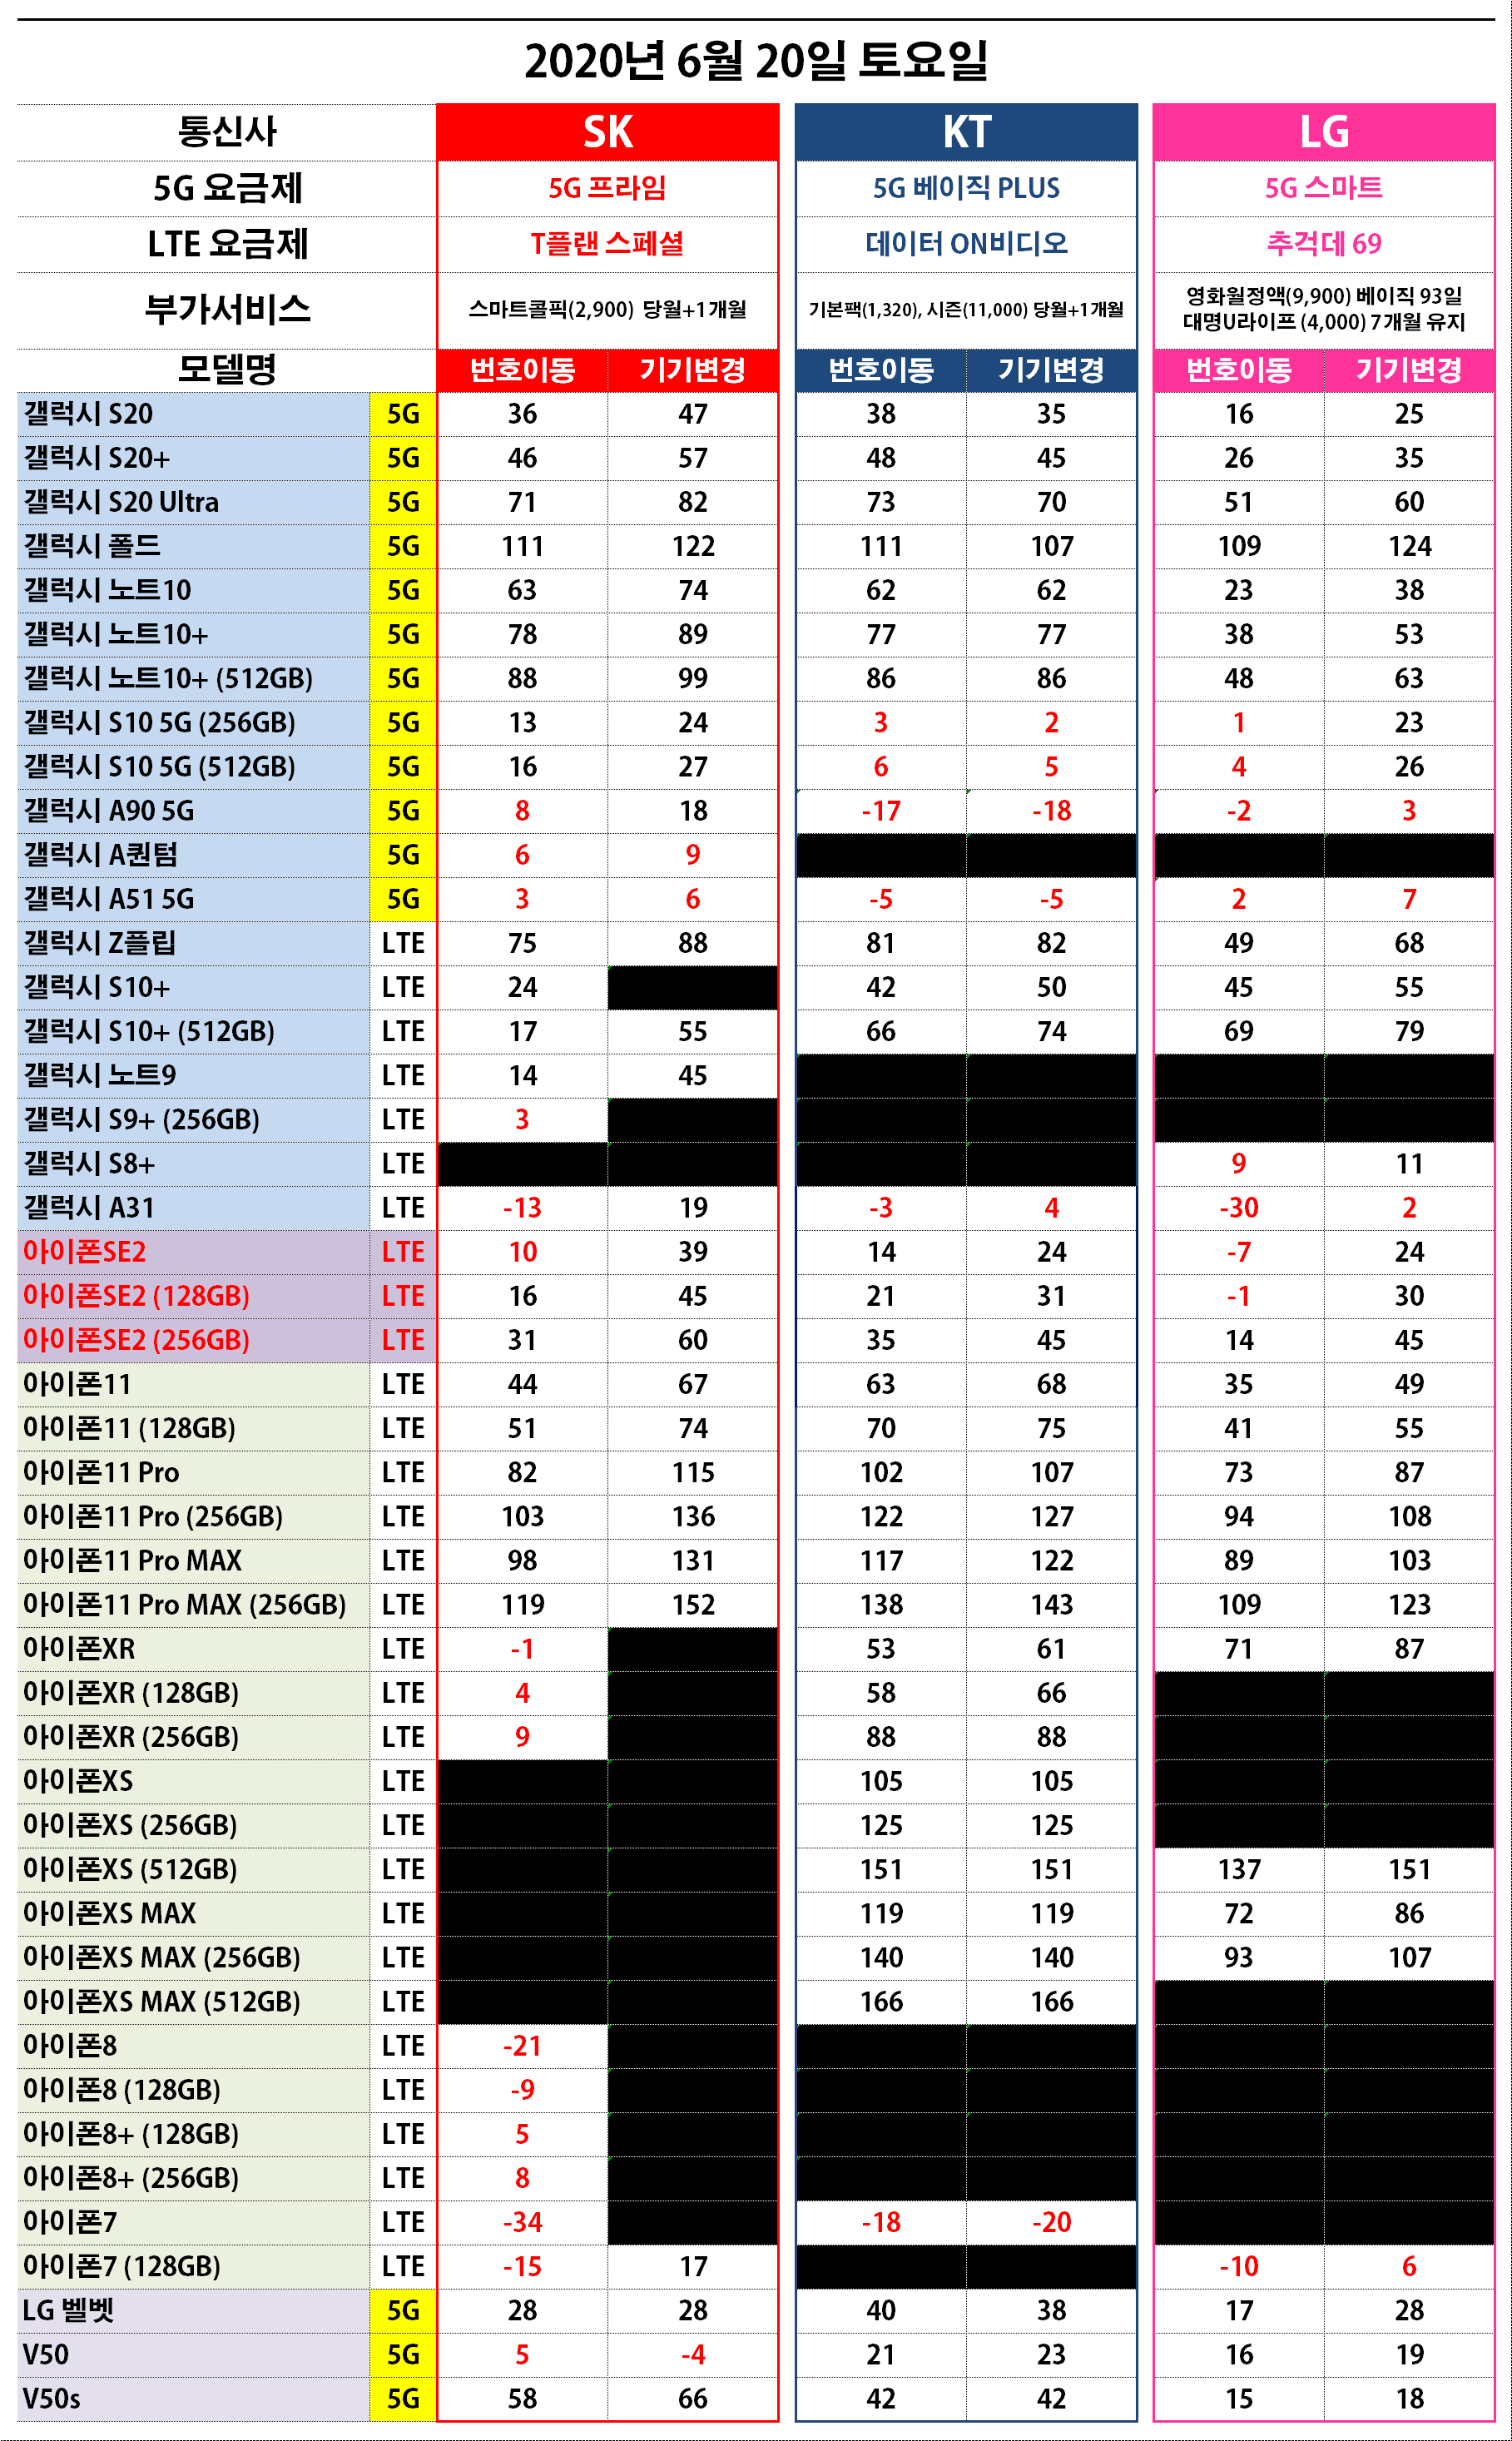 2020년 6월 20일 토요일
통신사 SK KT LG
5G 요금제 5G 프라임 5G 베이직 PLUS 5G 스마트
LTE 요금제 T플랜 스페셜 데이터 ON비디오 추걱데 69
부가서비스 스마트콜픽(2,900) 당월+1개월 기본팩(1,320), 시즌(11,000) 당월+1개월 영화월정액(9,900) 베이직 93일
대명U라이프 (4,000) 7개월 유지
모델명 번호이동 기기변경 번호이동 기기변경 번호이동 기기변경
갤럭시 S20 5G 36 47 38 35 16 25
갤럭시 S20+ 5G 46 57 48 45 26 35
갤럭시 S20 Ultra 5G 71 82 73 70 51 60
갤럭시 폴드 5G 111 122 111 107 109 124
갤럭시 노트10 5G 63 74 62 62 23 38
갤럭시 노트10+ 5G 78 89 77 77 38 53
갤럭시 노트10+ (512GB) 5G 88 99 86 86 48 63
갤럭시 S10 5G (256GB) 5G 13 24 3 2 1 23
갤럭시 S10 5G (512GB) 5G 16 27 6 5 4 26
갤럭시 A90 5G 5G 8 18 -17 -18 -2 3
갤럭시 A퀀텀 5G 6 9
갤럭시 A51 5G 5G 3 6 -5 -5 2 7
갤럭시 Z플립 LTE 75 88 81 82 49 68
갤럭시 S10+ LTE 24 42 50 45 55
갤럭시 S10+ (512GB) LTE 17 55 66 74 69 79
갤럭시 노트9 LTE 14 45
갤럭시 S9+ (256GB) LTE 3
갤럭시 S8+ LTE 9 11
갤럭시 A31 LTE -13 19 -3 4 -30 2
아이폰SE2 LTE 10 39 14 24 -7 24
아이폰SE2 (128GB) LTE 16 45 21 31 -1 30
아이폰SE2 (256GB) LTE 31 60 35 45 14 45
아이폰11 LTE 44 67 63 68 35 49
아이폰11 (128GB) LTE 51 74 70 75 41 55
아이폰11 Pro LTE 82 115 102 107 73 87
아이폰11 Pro (256GB) LTE 103 136 122 127 94 108
아이폰11 Pro MAX LTE 98 131 117 122 89 103
아이폰11 Pro MAX (256GB) LTE 119 152 138 143 109 123
아이폰XR LTE -1 53 61 71 87
아이폰XR (128GB) LTE 4 58 66
아이폰XR (256GB) LTE 9 88 88
아이폰XS LTE 105 105
아이폰XS (256GB) LTE 125 125
아이폰XS (512GB) LTE 151 151 137 151
아이폰XS MAX LTE 119 119 72 86
아이폰XS MAX (256GB) LTE 140 140 93 107
아이폰XS MAX (512GB) LTE 166 166
아이폰8 LTE -21
아이폰8 (128GB) LTE -9
아이폰8+ (128GB) LTE 5
아이폰8+ (256GB) LTE 8
아이폰7 LTE -34 -18 -20
아이폰7 (128GB) LTE -15 17 -10 6
LG 벨벳 5G 28 28 40 38 17 28
V50 5G 5 -4 21 23 16 19
V50s 5G 58 66 42 42 15 18